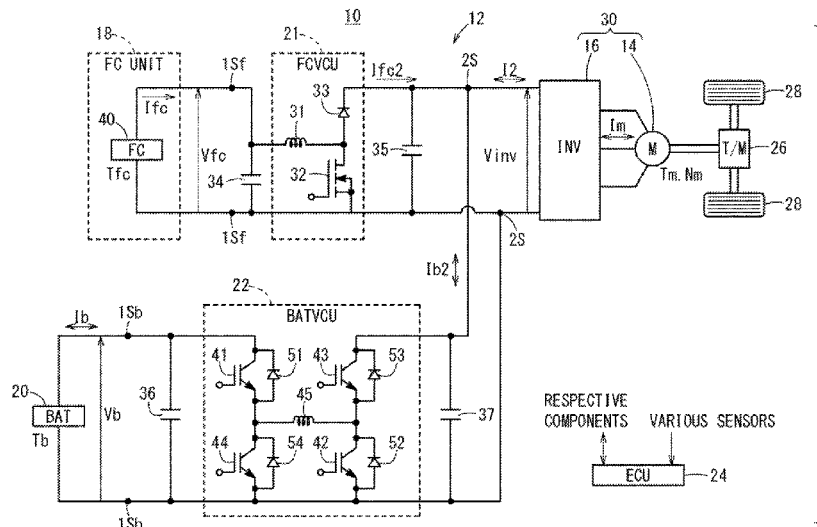 10
12
18
FC UNIT
21
FCVCU
30
16
14
1Sf
Ifc
Ifc2
2S
I2
33
31
28
40
FC
Vfc
35
Vinv
INV
Im
M
T/M
26
Tfc
34
32
Tm.Nm
1Sf
2S
28
Ib2
22
BATVCU
Ib
1Sb
41
51
43
53
20
BAT
Vb
36
45
37
RESPECTIVE COMPONENTS
VARIOUS SENSORS
Tb
44
54
42
52
ECU
24
1Sb